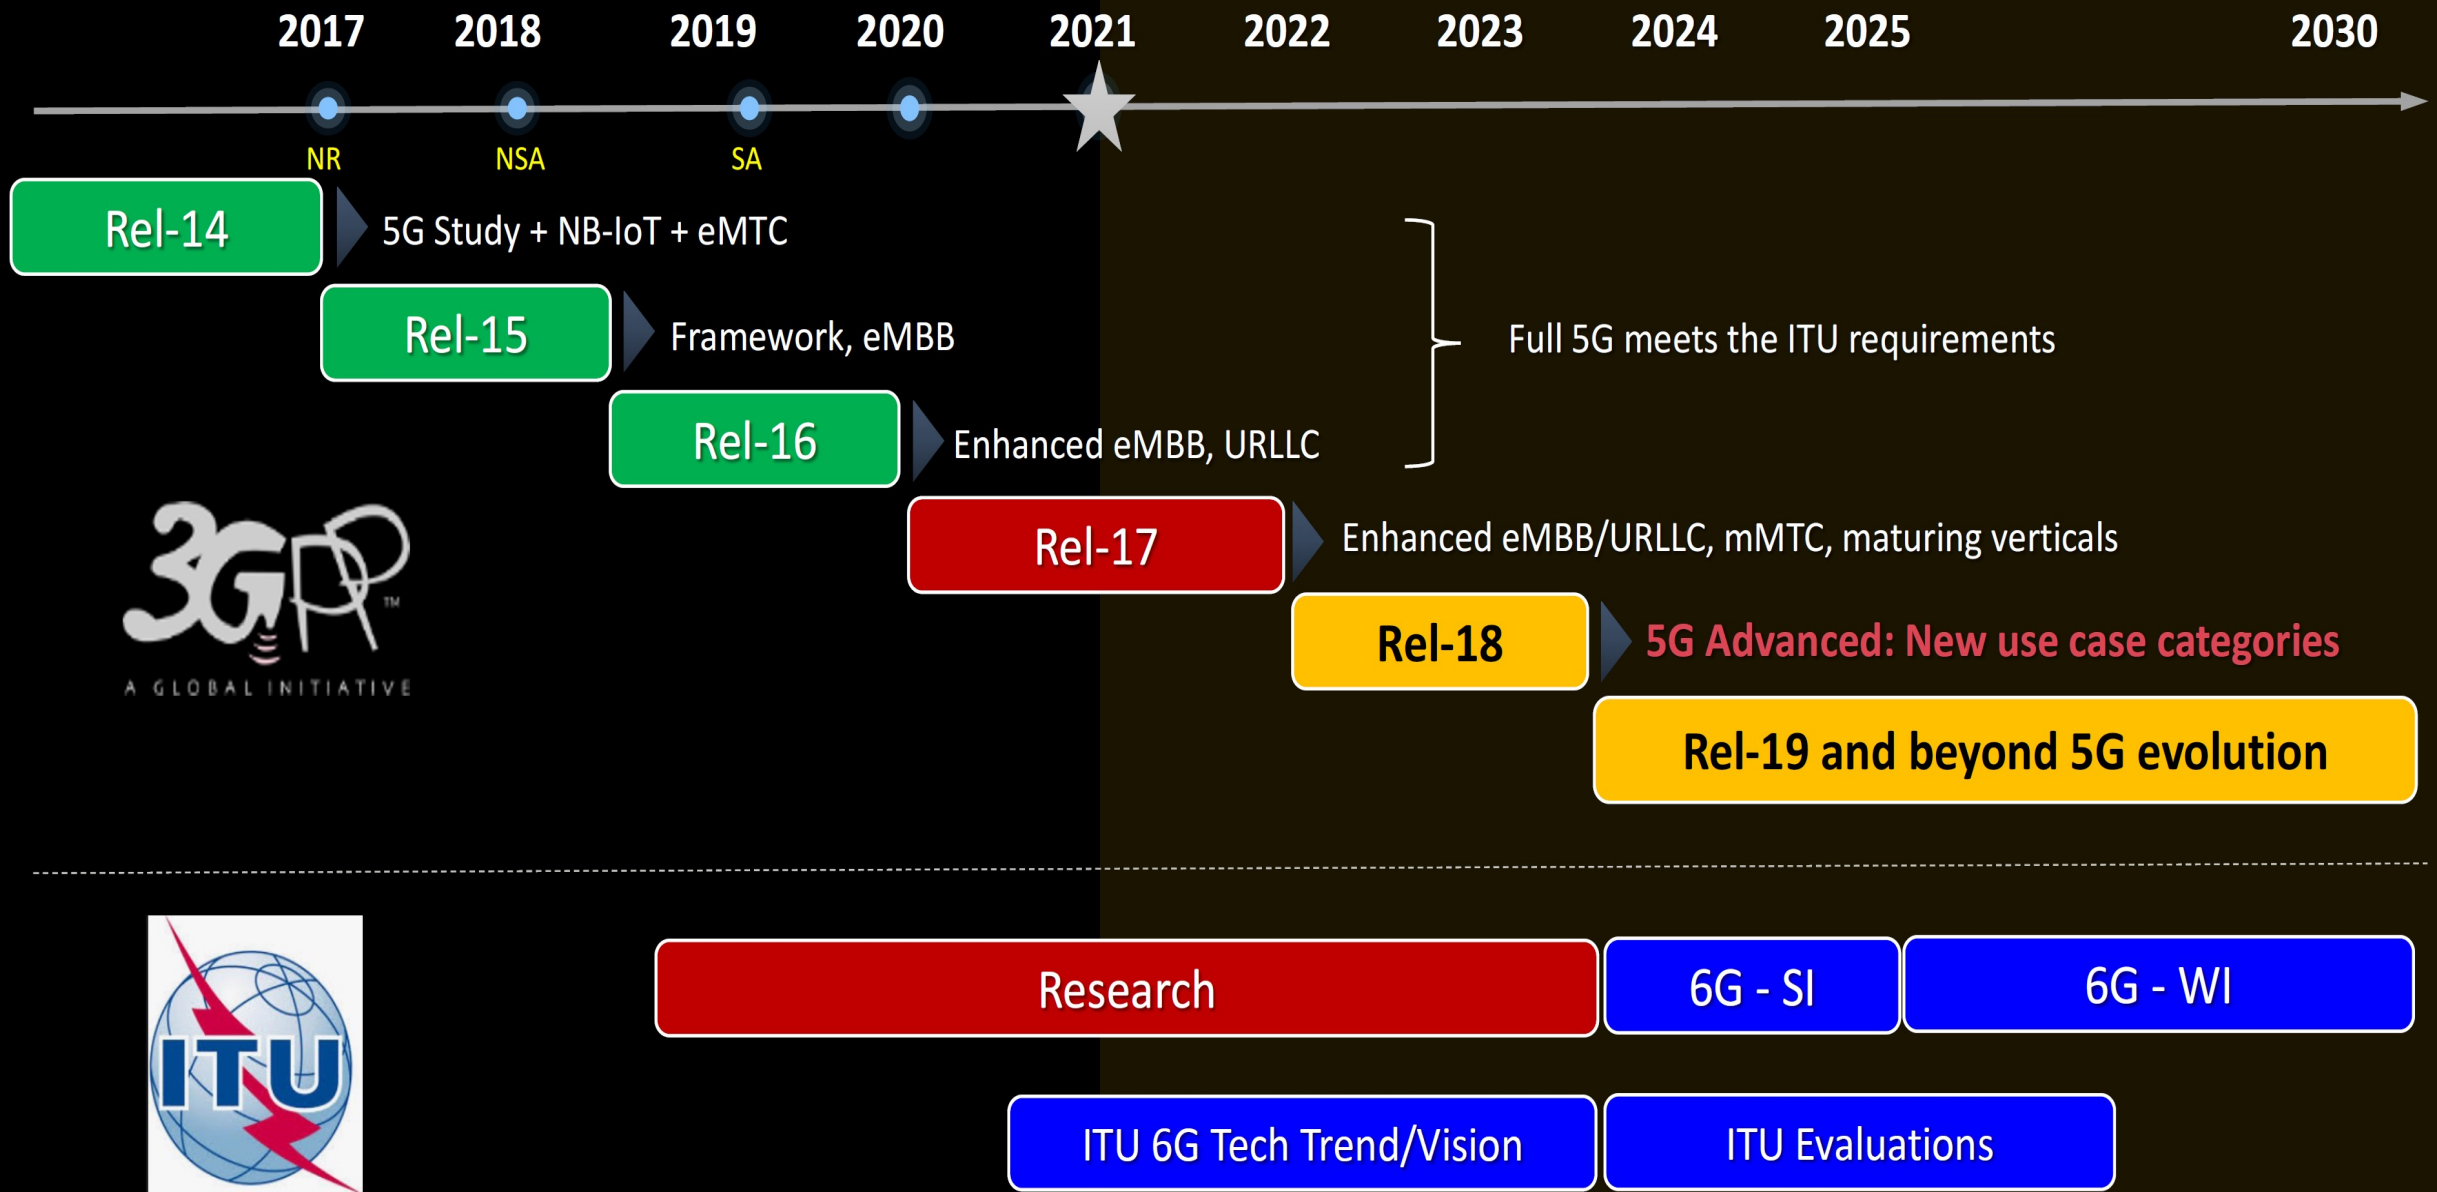 2017 2018 2019 2020 2021 2022 2023 2024 2025 2030
NR NSA SA
Rel-14
5G Study + NB-IoT + eMTC
Rel-15
Framework, eMBB
Full 5G meets the ITU requirements
Rel-16
Enhanced eMBB, URLLC
Rel-17
Enhanced eMBB/URLLC, mMTC, maturing verticals
3GPP™
A GLOBAL INITIATIVE
Rel-18
5G Advanced: New use case categories
Rel-19 and beyond 5G evolution
ITU
Research
6G - SI
6G - WI
ITU 6G Tech Trend/Vision
ITU Evaluations